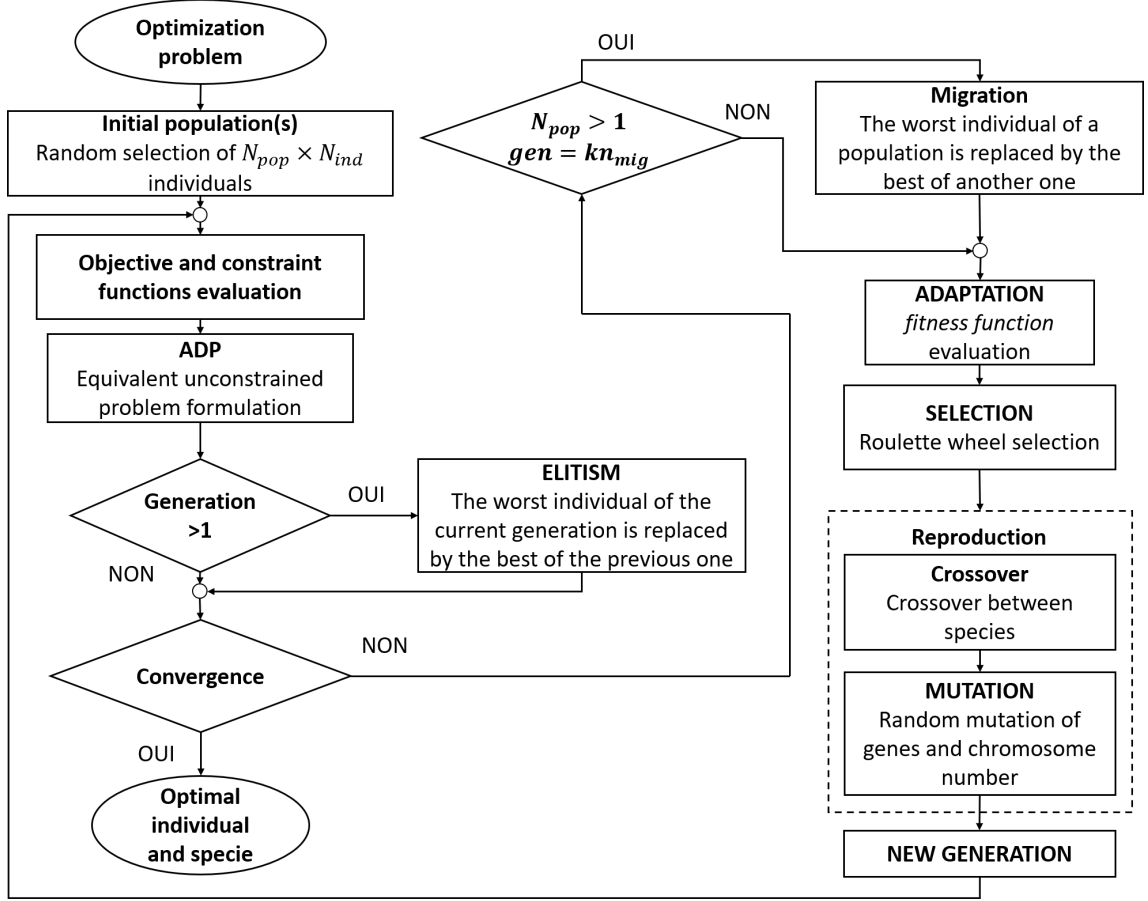 Optimization
problem
Initial population(s)
Random selection of N_pop × N_ind
individuals
Objective and constraint
functions evaluation
ADP
Equivalent unconstrained
problem formulation
Generation
>1
OUI
NON
ELITISM
The worst individual of the
current generation is replaced
by the best of the previous one
Convergence
NON
OUI
Optimal
individual
and specie
N_pop > 1
gen = kn_mig
OUI
NON
Migration
The worst individual of a
population is replaced by the
best of another one
ADAPTATION
fitness function
evaluation
SELECTION
Roulette wheel selection
Reproduction
Crossover
Crossover between
species
MUTATION
Random mutation of
genes and chromosome
number
NEW GENERATION